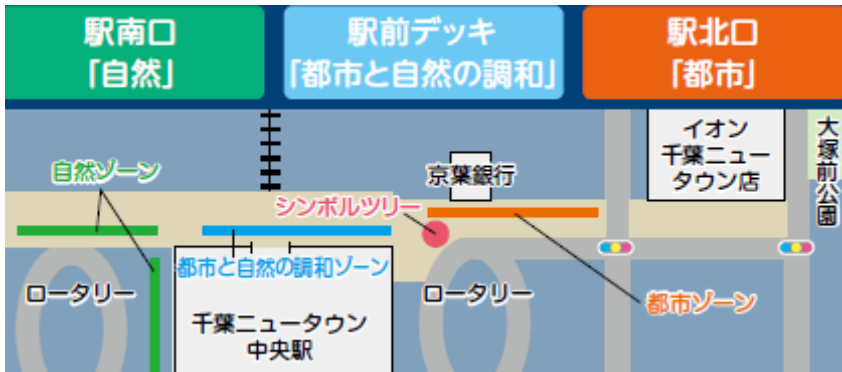 駅南口
「自然」
駅前デッキ
「都市と自然の調和」
駅北口
「都市」
イオン
千葉ニュー
タウン店
大塚前公園
京葉銀行
自然ゾーン
シンボルツリー
都市と自然の調和ゾーン
ロータリー
ロータリー
都市ゾーン
千葉ニュータウン
中央駅